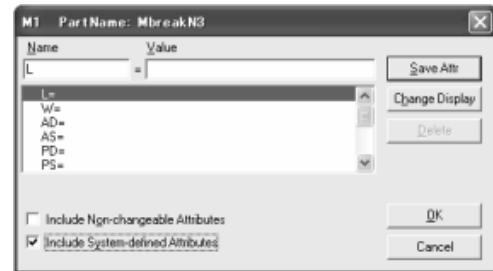 M1 PartName: MbreakN3
Name Value
L =
Save Attr
L=
W=
AD=
AS=
PD=
PS=
Change Display
Delete
Include Non-changeable Attributes
Include System-defined Attributes
OK
Cancel